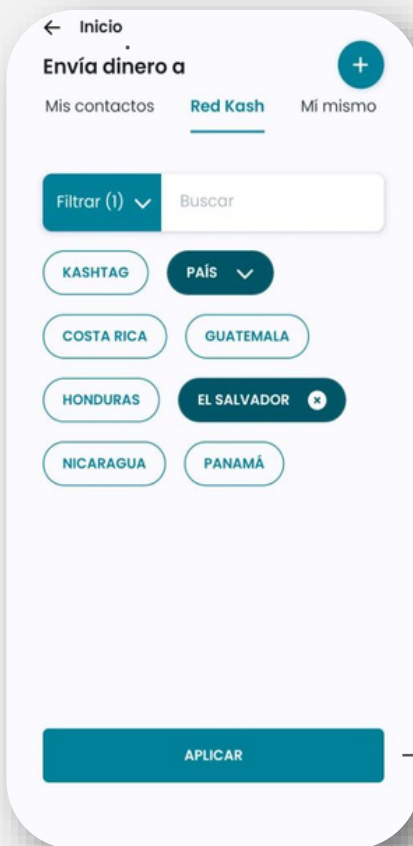 ← Inicio
Envía dinero a +
Mis contactos Red Kash Mí mismo
Filtrar (1) Buscar
KASHTAG PAÍS
COSTA RICA GUATEMALA
HONDURAS EL SALVADOR
NICARAGUA PANAMÁ
APLICAR